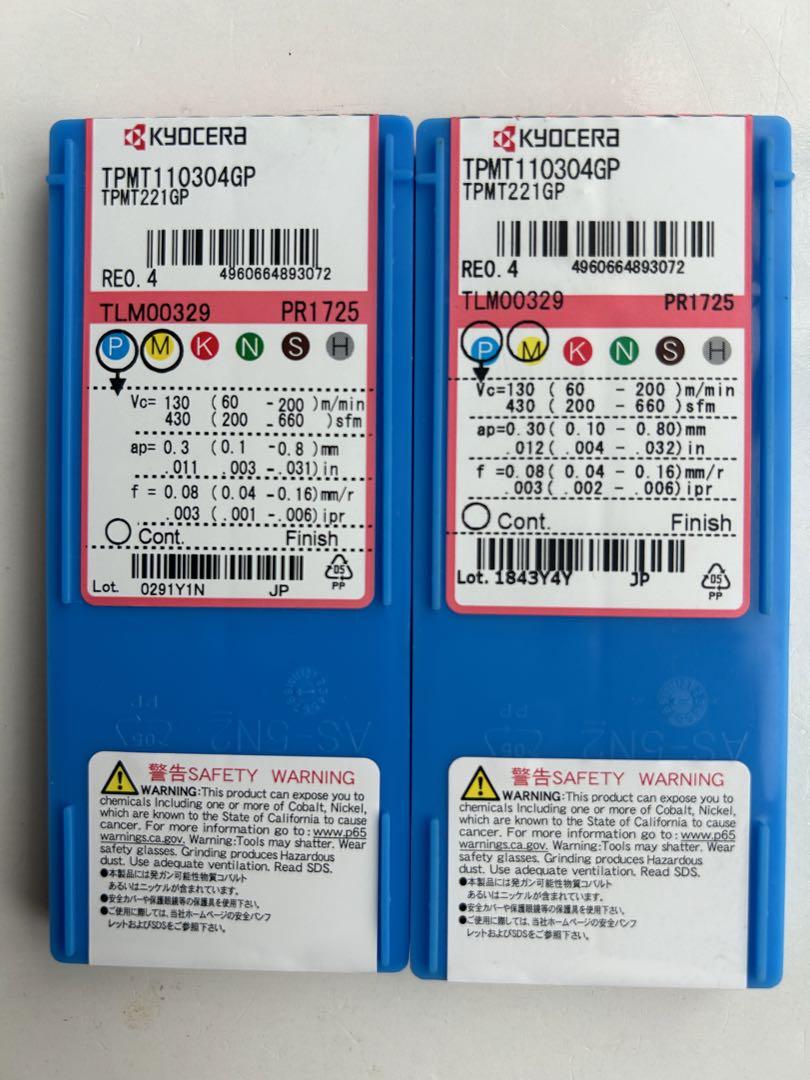 KYOCERA
TPMT110304GP
TPMT221GP
RE0.4
4960664893072
TLM00329 PR1725
P M K N S H
Vc= 130 (60 -200 )m/min
430 (200 -660 )sfm
ap= 0.3 (0.1 -0.8 )mm
.011 .003 -.031)in
f = 0.08 (0.04 -0.16)mm/r
.003 (.001 -.006)ipr
Cont. Finish
Lot. 0291Y1N JP
05
PP
AS-5N2
警告SAFETY WARNING
WARNING:This product can expose you to
chemicals Including one or more of Cobalt, Nickel,
which are known to the State of California to cause
cancer. For more information go to : www.p65
warnings.ca.gov. Warning:Tools may shatter. Wear
safety glasses. Grinding produces Hazardous
dust. Use adequate ventilation. Read SDS.
●本製品には発ガン可能性物質コバルト
あるいはニッケルが含まれています。
●安全カバーや保護眼鏡等の保護具を使用下さい。
●ご使用に際しては、当社ホームページの安全パンフ
レットおよびSDSをご参照下さい。
KYOCERA
TPMT110304GP
TPMT221GP
RE0.4
4960664893072
TLM00329 PR1725
P M K N S H
Vc=130 ( 60 - 200 )m/min
430 ( 200 - 660 )sfm
ap=0.30( 0.10 - 0.80)mm
.012( .004 - .032)in
f =0.08( 0.04 - 0.16)mm/r
.003( .002 - .006)ipr
Cont. Finish
Lot. 1843Y4Y JP
05
PP
AS-5N2
PP
警告SAFETY WARNING
WARNING:This product can expose you to
chemicals Including one or more of Cobalt, Nickel,
which are known to the State of California to cause
cancer. For more information go to : www.p65
warnings.ca.gov. Warning:Tools may shatter. Wear
safety glasses. Grinding produces Hazardous
dust. Use adequate ventilation. Read SDS.
●本製品には発ガン可能性物質コバルト
あるいはニッケルが含まれています。
●安全カバーや保護眼鏡等の保護具を使用下さい。
●ご使用に際しては、当社ホームページの安全パンフ
レットおよびSDSをご参照下さい。